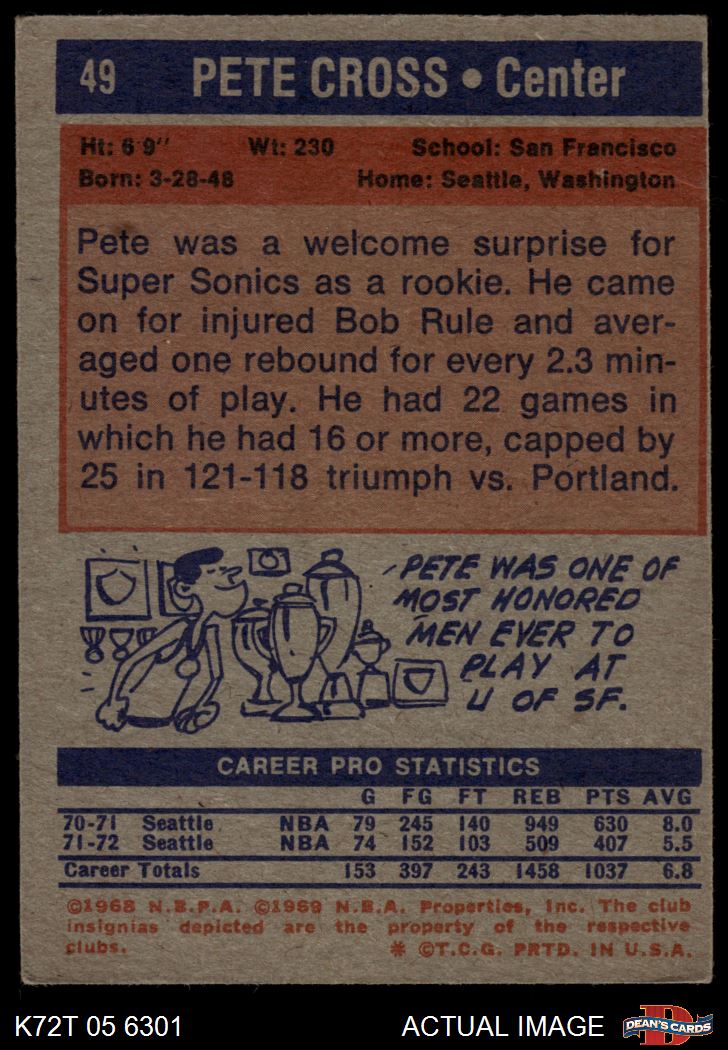 49 PETE CROSS • Center
Ht: 6'9" Wt: 230 School: San Francisco
Born: 3-28-48 Home: Seattle, Washington
Pete was a welcome surprise for
Super Sonics as a rookie. He came
on for injured Bob Rule and aver-
aged one rebound for every 2.3 min-
utes of play. He had 22 games in
which he had 16 or more, capped by
25 in 121-118 triumph vs. Portland.
PETE WAS ONE OF
MOST HONORED
MEN EVER TO
PLAY AT
U OF SF.
CAREER PRO STATISTICS
G FG FT REB PTS AVG
70-71 Seattle NBA 79 245 140 949 630 8.0
71-72 Seattle NBA 74 152 103 509 407 5.5
Career Totals 153 397 243 1458 1037 6.8
©1968 N.B.P.A. ©1969 N.B.A. Properties, Inc. The club
insignias depicted are the property of the respective
clubs. * ©T.C.G. PRTD. IN U.S.A.
K72T 05 6301 ACTUAL IMAGE D DEAN'S CARDS